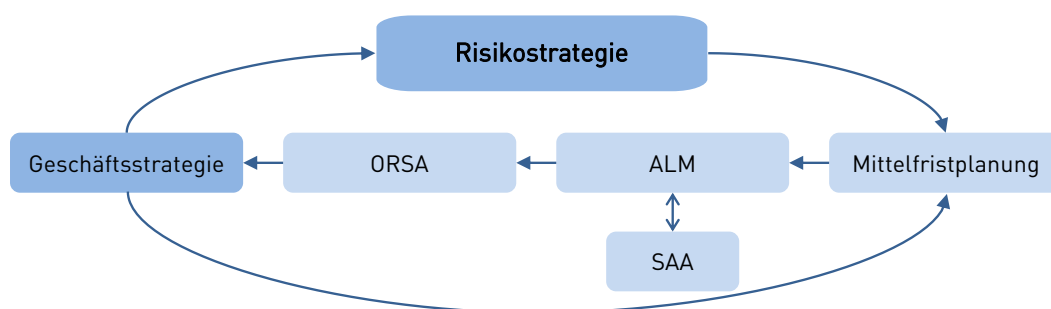 Risikostrategie
Geschäftsstrategie
ORSA
ALM
Mittelfristplanung
SAA